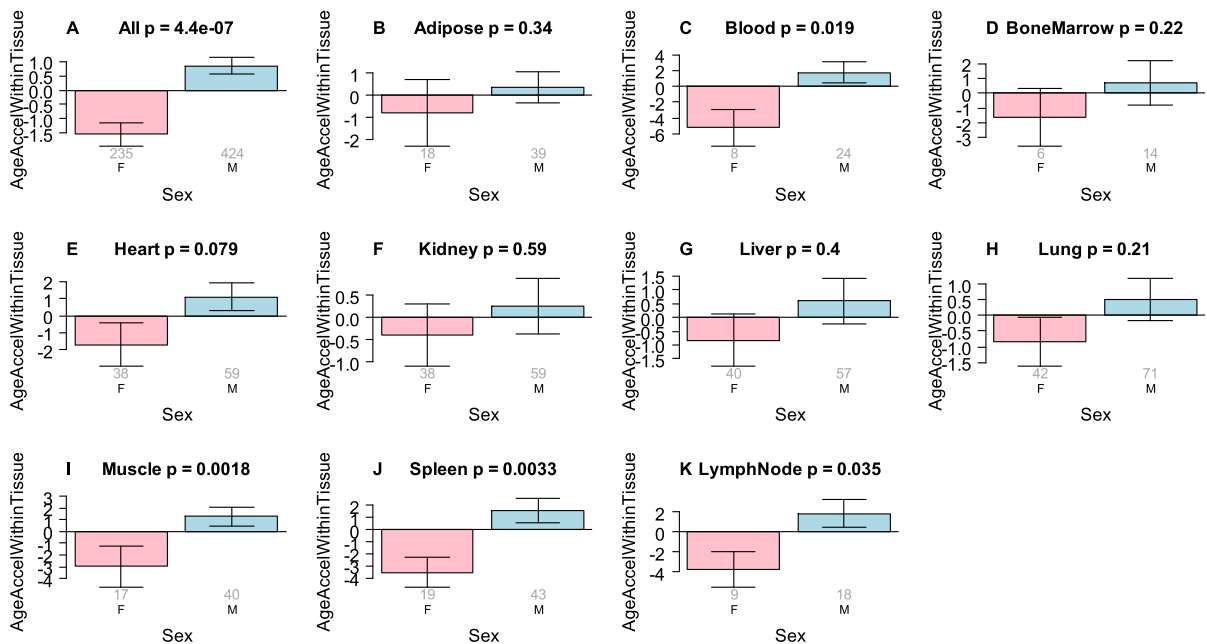 A All p = 4.4e-07
AgeAccelWithinTissue
1.0
0.5
0.0
-0.5
-1.0
-1.5
235 424
F M
Sex
B Adipose p = 0.34
AgeAccelWithinTissue
1
0
-1
-2
18 39
F M
Sex
C Blood p = 0.019
AgeAccelWithinTissue
4
2
0
-2
-4
-6
8 24
F M
Sex
D BoneMarrow p = 0.22
AgeAccelWithinTissue
2
1
0
-1
-2
-3
6 14
F M
Sex
E Heart p = 0.079
AgeAccelWithinTissue
2
1
0
-1
-2
38 59
F M
Sex
F Kidney p = 0.59
AgeAccelWithinTissue
0.5
0.0
-0.5
-1.0
38 59
F M
Sex
G Liver p = 0.4
AgeAccelWithinTissue
1.5
1.0
0.5
0.0
-0.5
-1.0
-1.5
40 57
F M
Sex
H Lung p = 0.21
AgeAccelWithinTissue
1.0
0.5
0.0
-0.5
-1.0
-1.5
42 71
F M
Sex
I Muscle p = 0.0018
AgeAccelWithinTissue
3
2
1
0
-1
-2
-3
-4
17 40
F M
Sex
J Spleen p = 0.0033
AgeAccelWithinTissue
2
1
0
-1
-2
-3
-4
19 43
F M
Sex
K LymphNode p = 0.035
AgeAccelWithinTissue
2
0
-2
-4
9 18
F M
Sex